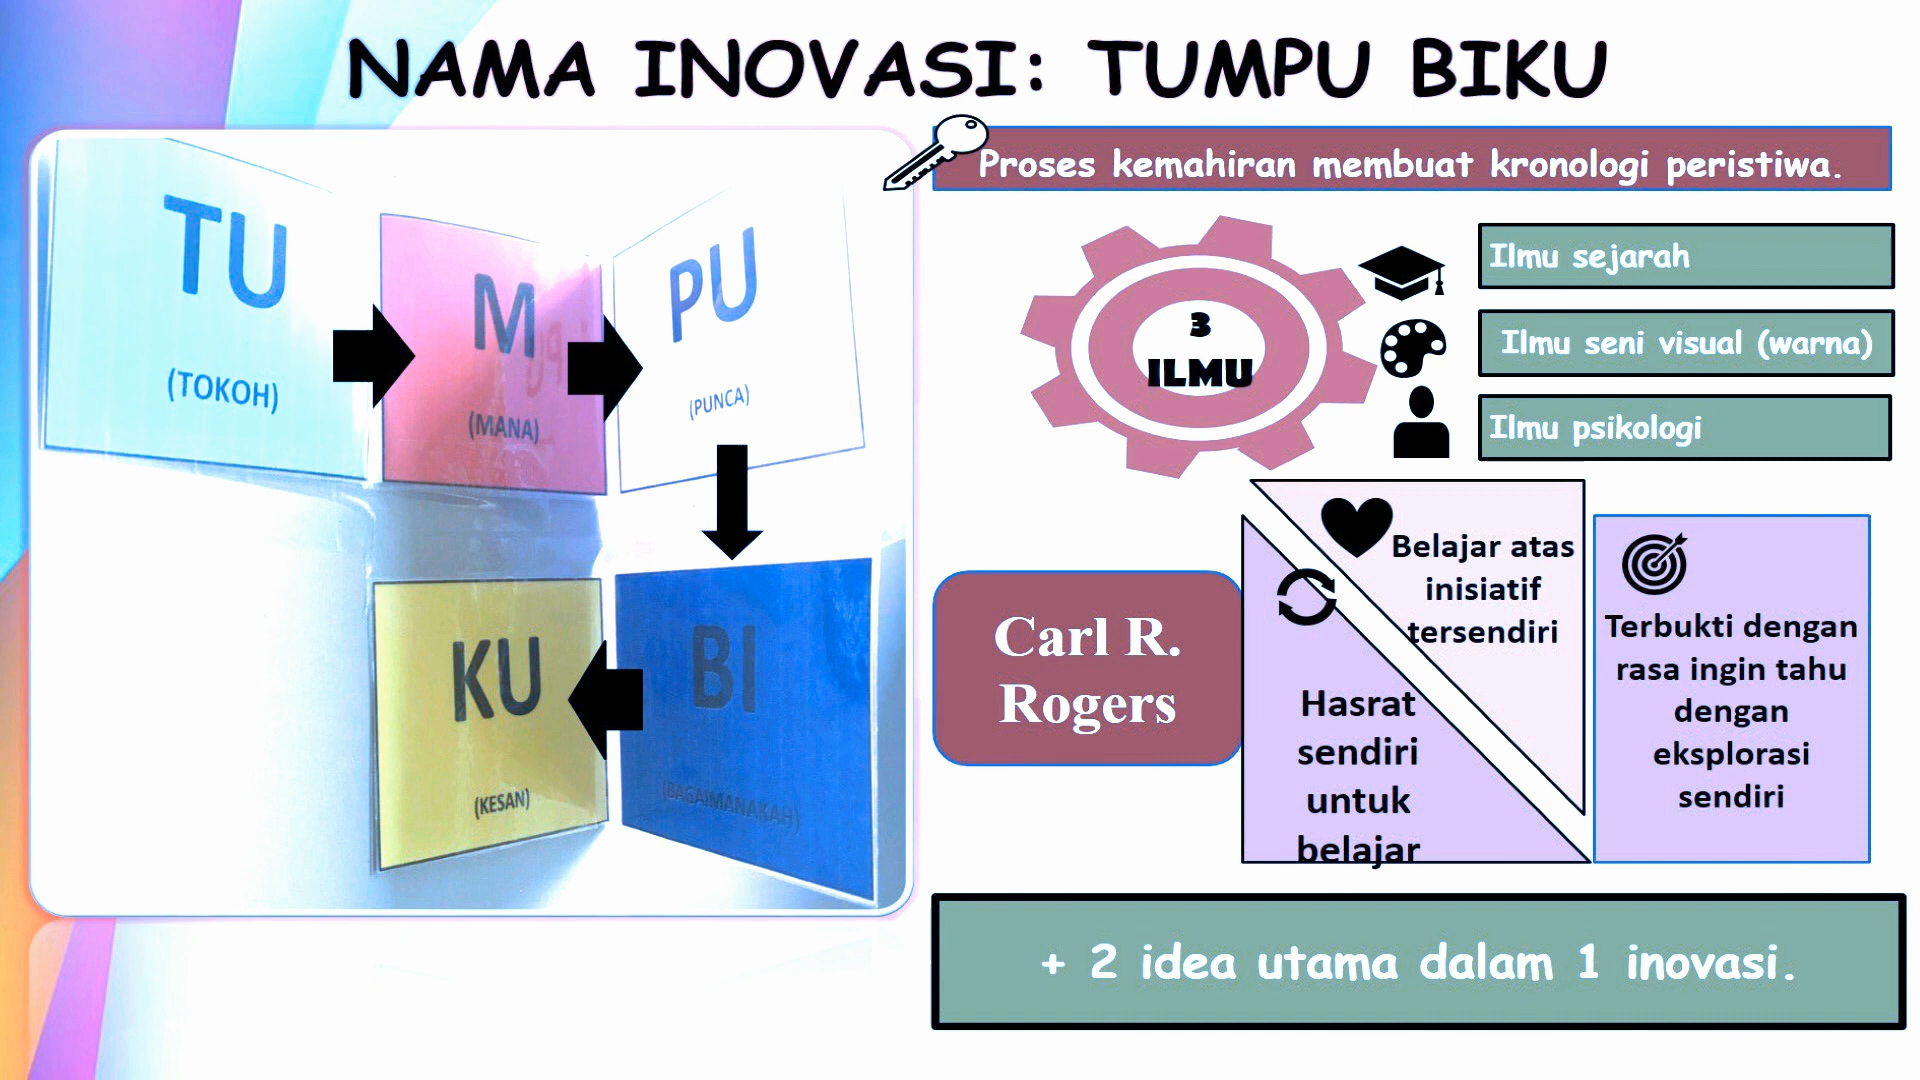 NAMA INOVASI: TUMPU BIKU
TU
(TOKOH)
M
(MANA)
PU
(PUNCA)
BI
(BAGAIMANAKAH)
KU
(KESAN)
Proses kemahiran membuat kronologi peristiwa.
3
ILMU
Ilmu sejarah
Ilmu seni visual (warna)
Ilmu psikologi
Carl R.
Rogers
Belajar atas
inisiatif
tersendiri
Hasrat
sendiri
untuk
belajar
Terbukti dengan
rasa ingin tahu
dengan
eksplorasi
sendiri
+ 2 idea utama dalam 1 inovasi.